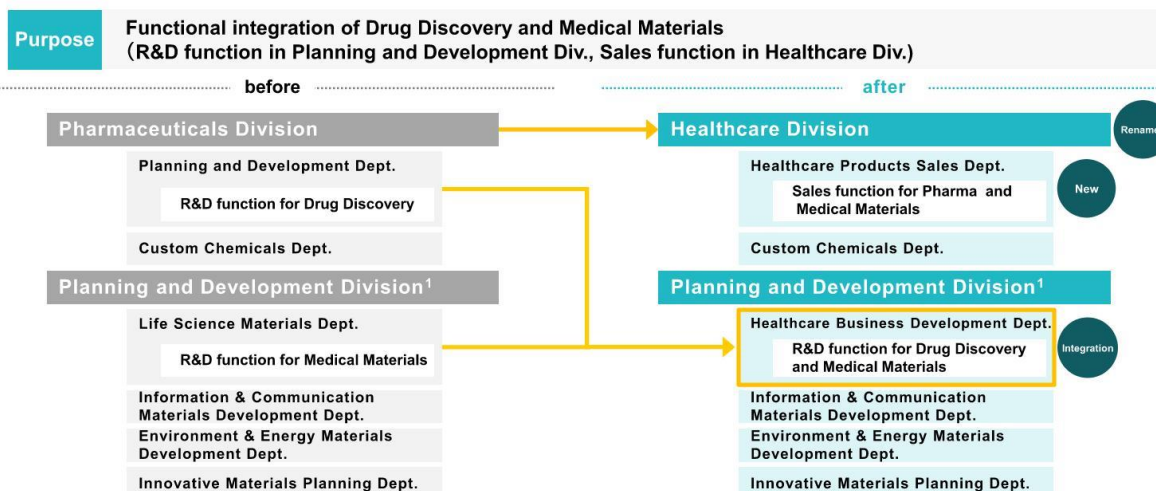 Purpose
Functional integration of Drug Discovery and Medical Materials
(R&D function in Planning and Development Div., Sales function in Healthcare Div.)
before
after
Pharmaceuticals Division
Planning and Development Dept.
R&D function for Drug Discovery
Custom Chemicals Dept.
Planning and Development Division¹
Life Science Materials Dept.
R&D function for Medical Materials
Information & Communication
Materials Development Dept.
Environment & Energy Materials
Development Dept.
Innovative Materials Planning Dept.
Healthcare Division
Rename
Healthcare Products Sales Dept.
Sales function for Pharma and
Medical Materials
New
Custom Chemicals Dept.
Planning and Development Division¹
Healthcare Business Development Dept.
R&D function for Drug Discovery
and Medical Materials
Integration
Information & Communication
Materials Development Dept.
Environment & Energy Materials
Development Dept.
Innovative Materials Planning Dept.